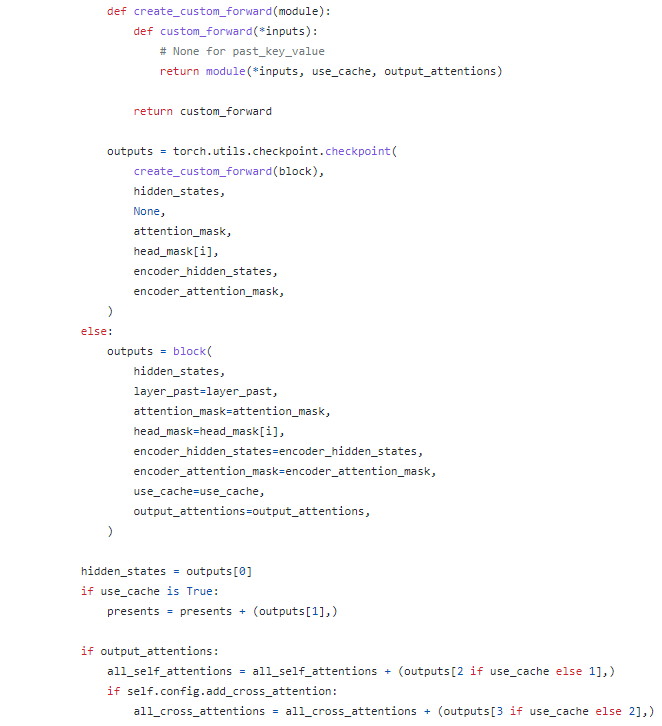 def create_custom_forward(module):
def custom_forward(*inputs):
# None for past_key_value
return module(*inputs, use_cache, output_attentions)
return custom_forward
outputs = torch.utils.checkpoint.checkpoint(
create_custom_forward(block),
hidden_states,
None,
attention_mask,
head_mask[i],
encoder_hidden_states,
encoder_attention_mask,
)
else:
outputs = block(
hidden_states,
layer_past=layer_past,
attention_mask=attention_mask,
head_mask=head_mask[i],
encoder_hidden_states=encoder_hidden_states,
encoder_attention_mask=encoder_attention_mask,
use_cache=use_cache,
output_attentions=output_attentions,
)
hidden_states = outputs[0]
if use_cache is True:
presents = presents + (outputs[1],)
if output_attentions:
all_self_attentions = all_self_attentions + (outputs[2 if use_cache else 1],)
if self.config.add_cross_attention:
all_cross_attentions = all_cross_attentions + (outputs[3 if use_cache else 2],)